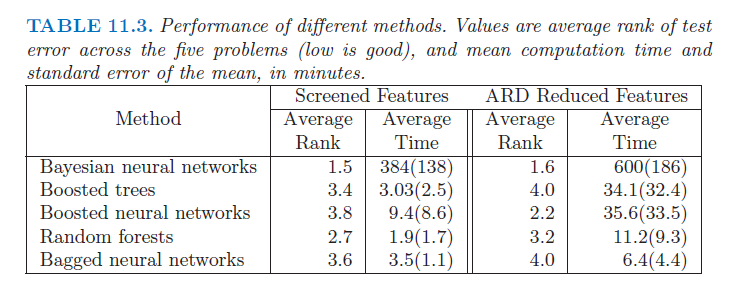 TABLE 11.3. Performance of different methods. Values are average rank of test
error across the five problems (low is good), and mean computation time and
standard error of the mean, in minutes.
Screened Features ARD Reduced Features
Method Average Average Average Average
Rank Time Rank Time
Bayesian neural networks 1.5 384(138) 1.6 600(186)
Boosted trees 3.4 3.03(2.5) 4.0 34.1(32.4)
Boosted neural networks 3.8 9.4(8.6) 2.2 35.6(33.5)
Random forests 2.7 1.9(1.7) 3.2 11.2(9.3)
Bagged neural networks 3.6 3.5(1.1) 4.0 6.4(4.4)